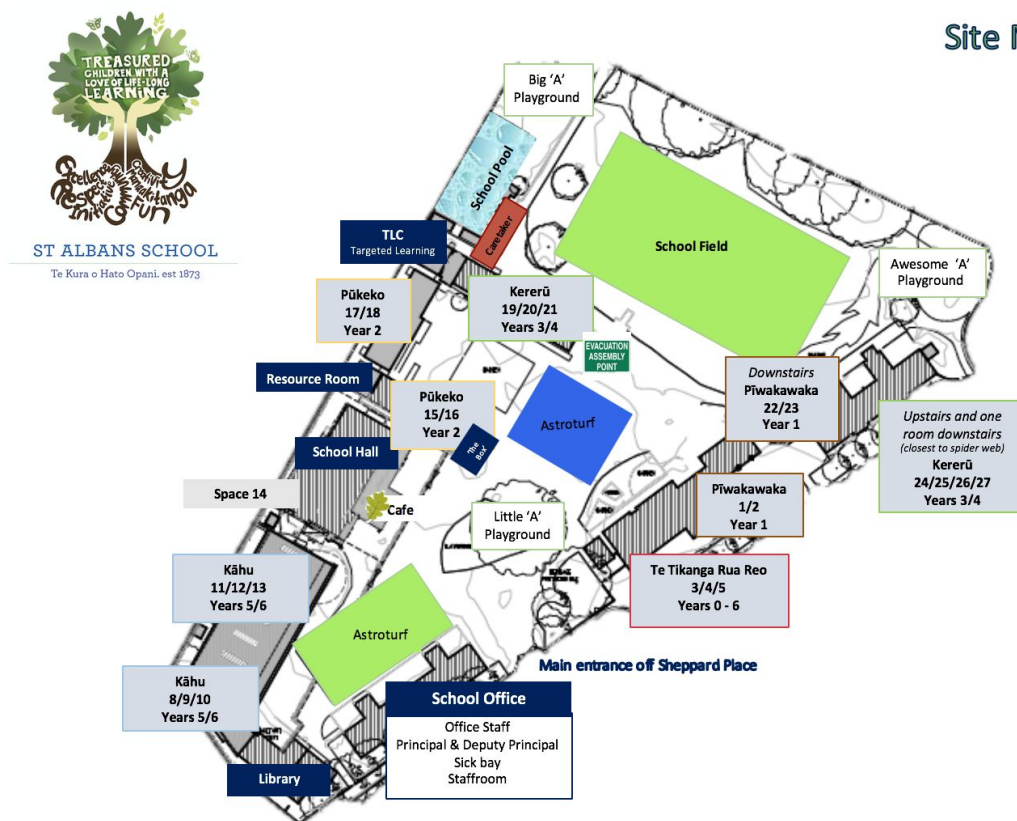 TREASURED
CHILDREN WITH A
LOVE OF LIFE-LONG
LEARNING
Excellence
Respect
Initiative
Fun
ST ALBANS SCHOOL
Te Kura o Hato Opani. est 1873
Site
Big ‘A’
Playground
School Pool
Caretaker
School Field
TLC
Targeted Learning
Awesome ‘A’
Playground
Pūkeko
17/18
Year 2
Kererū
19/20/21
Years 3/4
EVACUATION
ASSEMBLY
POINT
Resource Room
Pūkeko
15/16
Year 2
Astroturf
Downstairs
Pīwakawaka
22/23
Year 1
Upstairs and one
room downstairs
(closest to spider web)
Kererū
24/25/26/27
Years 3/4
School Hall
'The
Box'
Space 14
Cafe
Little ‘A’
Playground
Pīwakawaka
1/2
Year 1
Kāhu
11/12/13
Years 5/6
Te Tikanga Rua Reo
3/4/5
Years 0 - 6
Astroturf
Main entrance off Sheppard Place
Kāhu
8/9/10
Years 5/6
School Office
Office Staff
Principal & Deputy Principal
Sick bay
Staffroom
Library